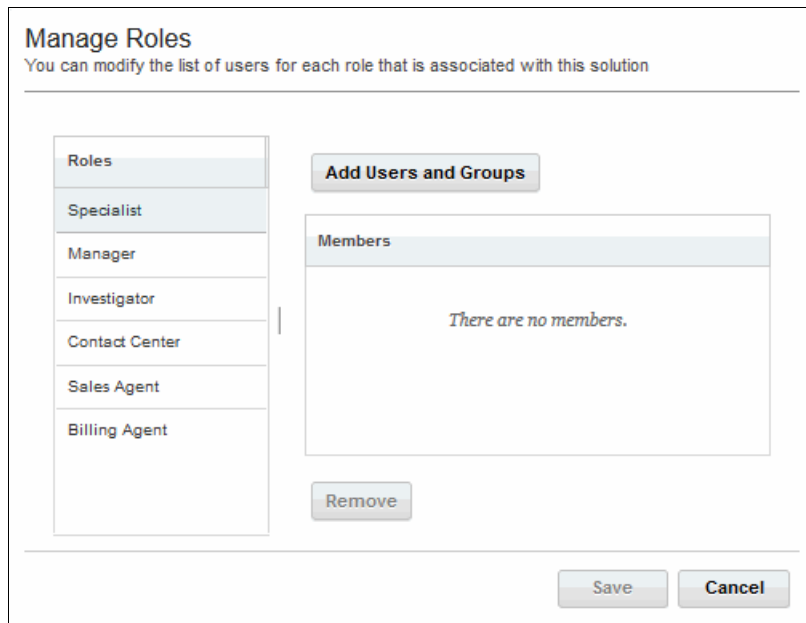 Manage Roles
You can modify the list of users for each role that is associated with this solution
Roles
Specialist
Manager
Investigator
Contact Center
Sales Agent
Billing Agent
Add Users and Groups
Members
There are no members.
Remove
Save
Cancel